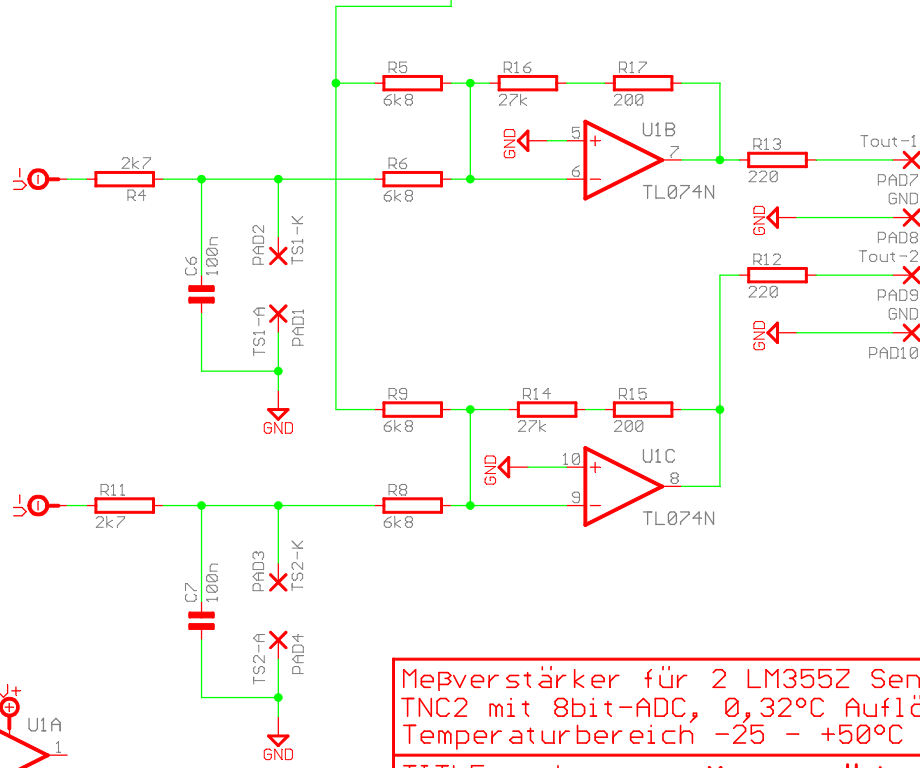 R5
6k8
R16
27k
R17
200
GND
5
6
7
U1B
TL074N
R13
220
Tout-1
PAD7
GND
GND
PAD8
2k7
R4
R6
6k8
C6
100n
PAD2
TS1-K
TS1-A
PAD1
GND
R12
220
Tout-2
PAD9
GND
GND
PAD10
R9
6k8
R14
27k
R15
200
GND
10
9
8
U1C
TL074N
R11
2k7
R8
6k8
C7
100n
PAD3
TS2-K
TS2-A
PAD4
GND
U1A
1
Meßverstärker für 2 LM355Z Sen
TNC2 mit 8bit-ADC, 0,32°C Auflö
Temperaturbereich -25 - +50°C